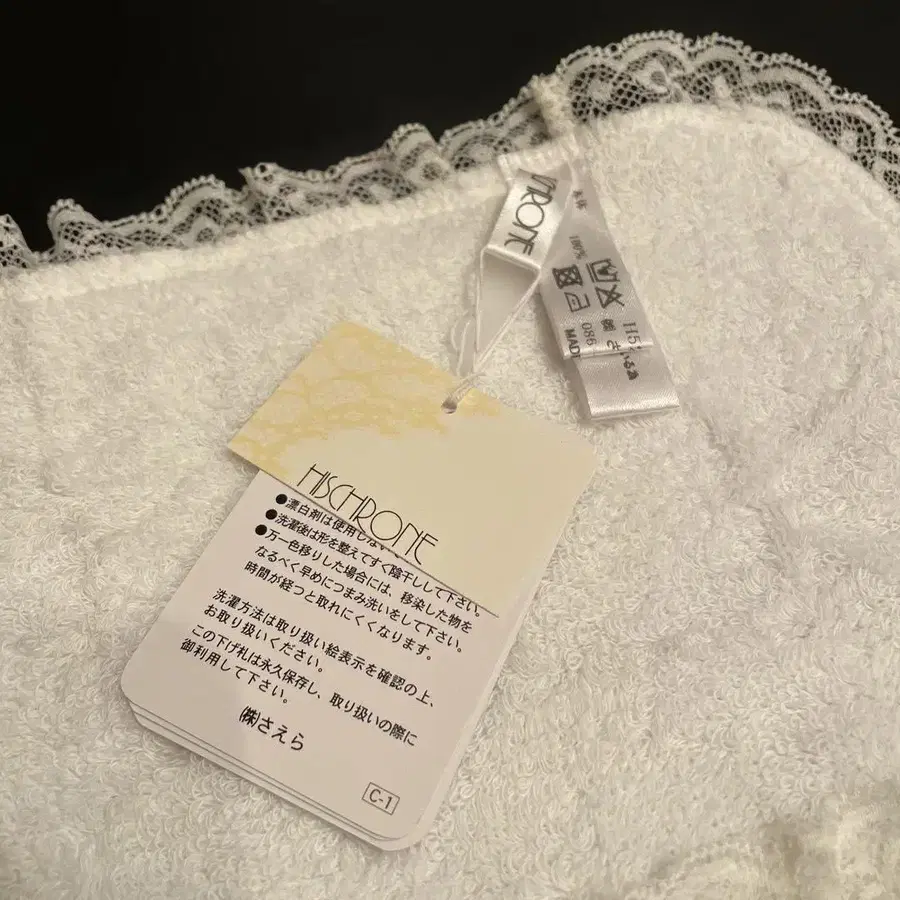 HISCHRONE
●漂白剤は使用しない
●洗濯後は形を整えてすぐ陰干しして下さい。
●万一色移りした場合には、移染した物を
なるべく早めにつまみ洗いをして下さい。
時間が経つと取れにくくなります。
洗濯方法は取り扱い絵表示を確認の上、
お取り扱いください。
この下げ札は永久保存し、取り扱いの際に
御利用して下さい。
㈱さえら
C-1
RONE
本体
100%
H5
086
MADE